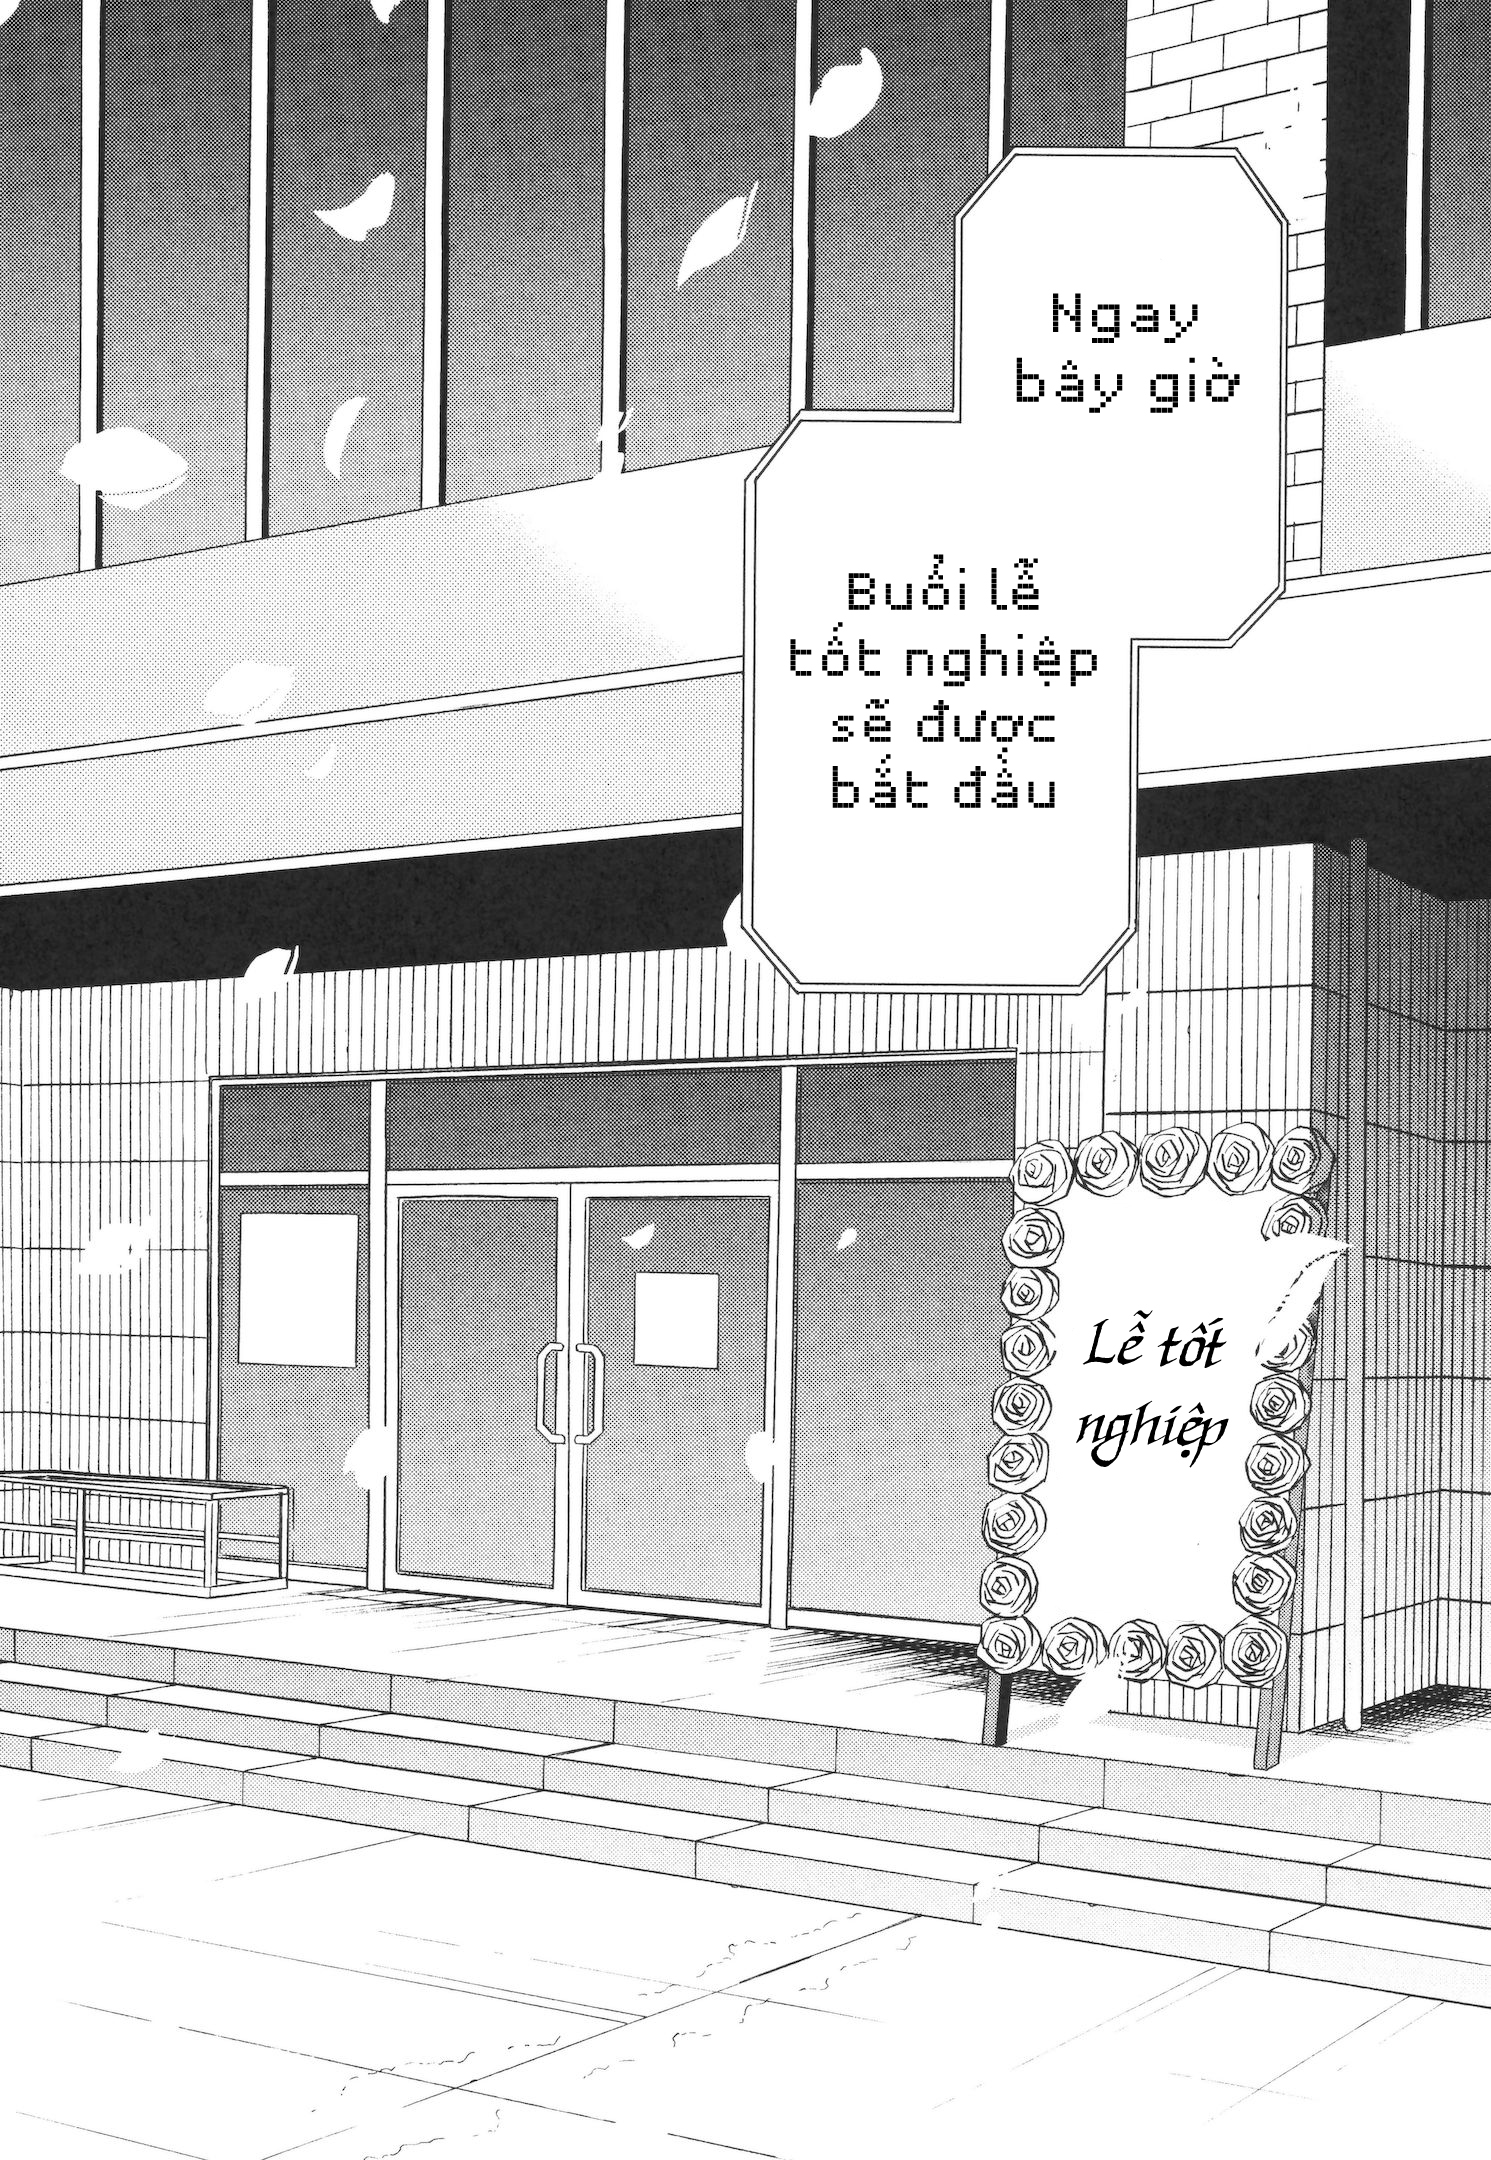 Ngay
bây giờ
Buổi lễ
tốt nghiệp
sẽ được
bắt đầu
Lễ tốt
nghiệp